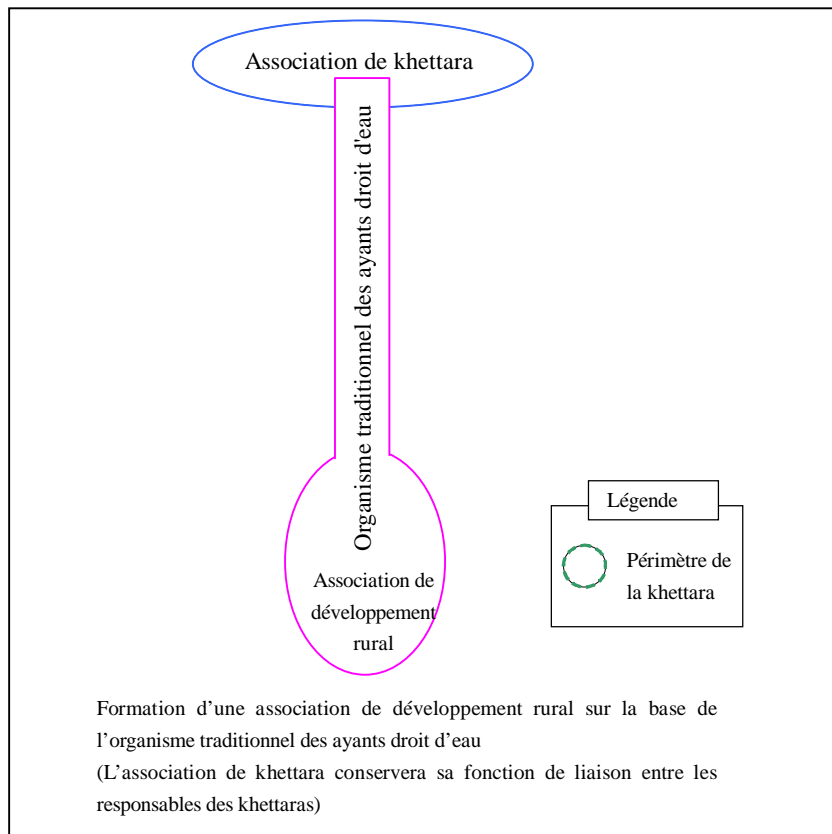 Association de khettara
Organisme traditionnel des ayants droit d'eau
Association de
développement
rural
Légende
Périmètre de
la khettara
Formation d’une association de développement rural sur la base de
l’organisme traditionnel des ayants droit d’eau
(L’association de khettara conservera sa fonction de liaison entre les
responsables des khettaras)